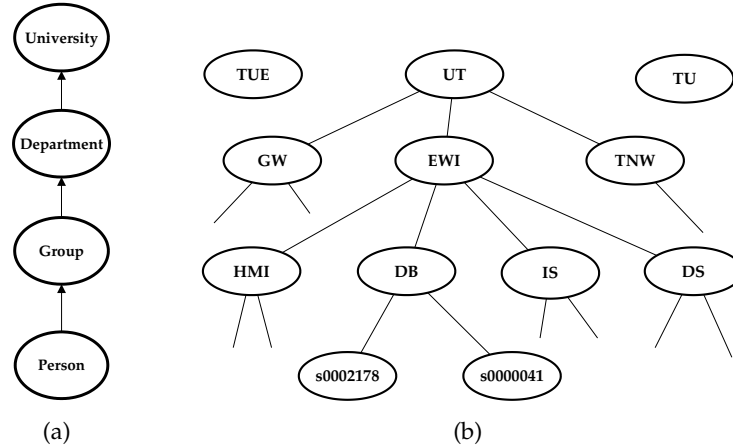 University
Department
Group
Person
(a)
TUE
UT
TU
GW
EWI
TNW
HMI
DB
IS
DS
s0002178
s0000041
(b)